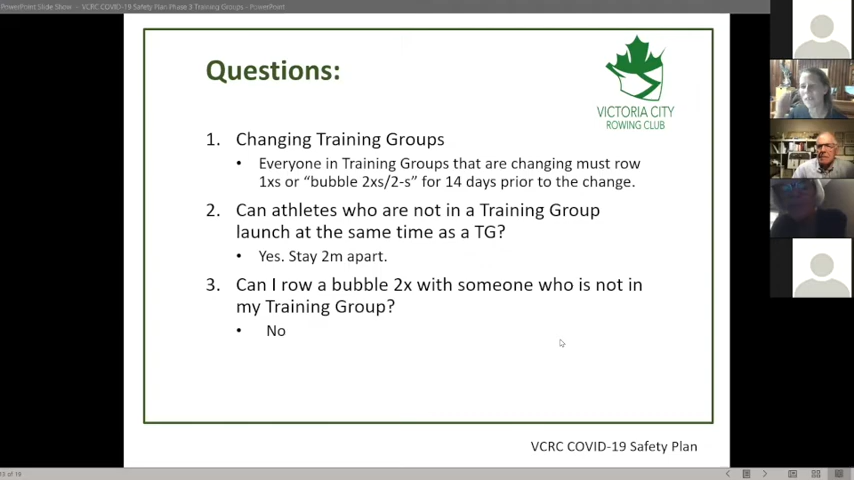 PowerPoint Slide Show - VCRC COVID-19 Safety Plan Phase 3 Training Groups - PowerPoint
Questions:
VICTORIA CITY
ROWING CLUB
1. Changing Training Groups
• Everyone in Training Groups that are changing must row
1xs or “bubble 2xs/2-s” for 14 days prior to the change.
2. Can athletes who are not in a Training Group
launch at the same time as a TG?
• Yes. Stay 2m apart.
3. Can I row a bubble 2x with someone who is not in
my Training Group?
• No
VCRC COVID-19 Safety Plan
13 of 19